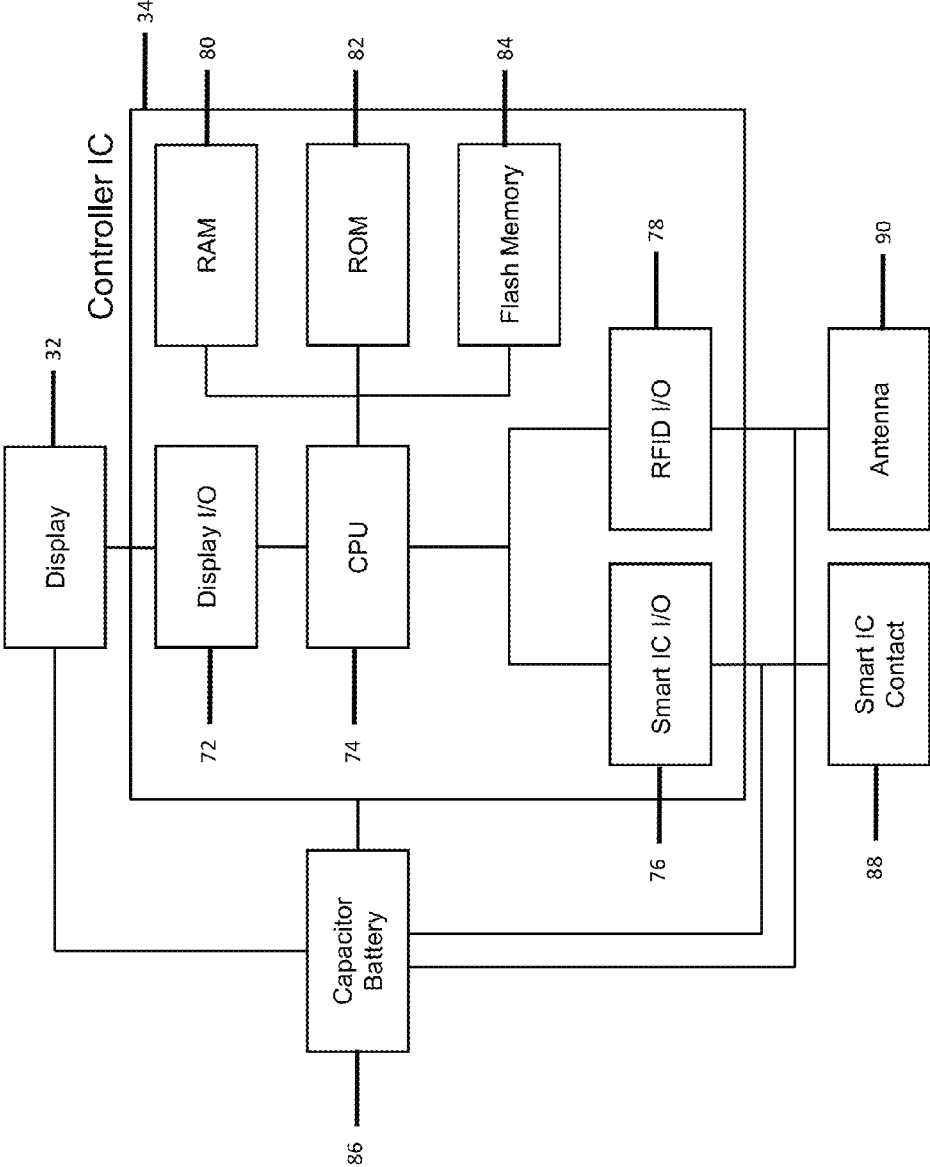 34
80
82
84
Controller IC
RAM
ROM
Flash Memory
78
90
32
Display
Display I/O
CPU
RFID I/O
Antenna
72
74
Smart IC I/O
Smart IC
Contact
76
88
Capacitor
Battery
86